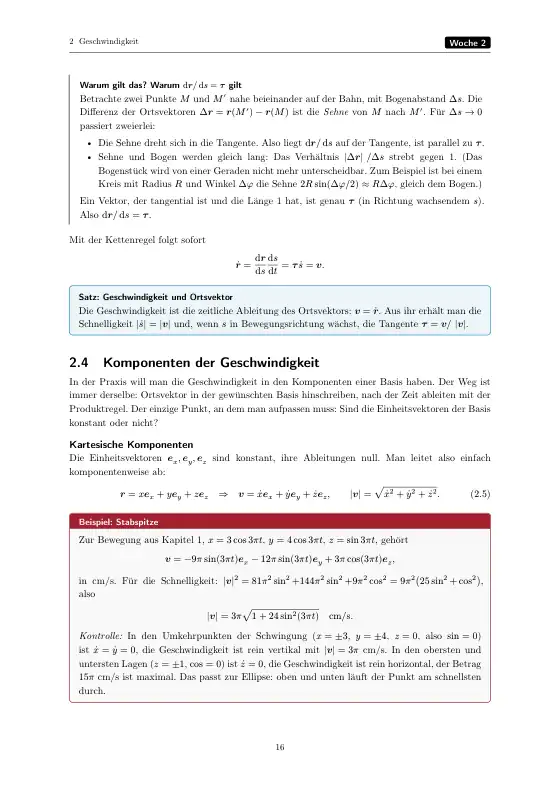 2 Geschwindigkeit
Woche 2
Warum gilt das? Warum dr/ds = τ gilt
Betrachte zwei Punkte M und M′ nahe beieinander auf der Bahn, mit Bogenabstand Δs. Die
Differenz der Ortsvektoren Δr = r(M′) − r(M) ist die Sehne von M nach M′. Für Δs → 0
passiert zweierlei:
• Die Sehne dreht sich in die Tangente. Also liegt dr/ds auf der Tangente, ist parallel zu τ.
• Sehne und Bogen werden gleich lang: Das Verhältnis |Δr| /Δs strebt gegen 1. (Das
Bogenstück wird von einer Geraden nicht mehr unterscheidbar. Zum Beispiel ist bei einem
Kreis mit Radius R und Winkel Δφ die Sehne 2R sin(Δφ/2) ≈ RΔφ, gleich dem Bogen.)
Ein Vektor, der tangential ist und die Länge 1 hat, ist genau τ (in Richtung wachsendem s).
Also dr/ds = τ.
Mit der Kettenregel folgt sofort
ṙ = dr/ds ds/dt = τṡ = v.
Satz: Geschwindigkeit und Ortsvektor
Die Geschwindigkeit ist die zeitliche Ableitung des Ortsvektors: v = ṙ. Aus ihr erhält man die
Schnelligkeit |ṡ| = |v| und, wenn s in Bewegungsrichtung wächst, die Tangente τ = v/ |v|.
2.4 Komponenten der Geschwindigkeit
In der Praxis will man die Geschwindigkeit in den Komponenten einer Basis haben. Der Weg ist
immer derselbe: Ortsvektor in der gewünschten Basis hinschreiben, nach der Zeit ableiten mit der
Produktregel. Der einzige Punkt, an dem man aufpassen muss: Sind die Einheitsvektoren der Basis
konstant oder nicht?
Kartesische Komponenten
Die Einheitsvektoren eₓ, e_y, e_z sind konstant, ihre Ableitungen null. Man leitet also einfach
komponentenweise ab:
r = xeₓ + ye_y + ze_z ⇒ v = ẋeₓ + ẏe_y + że_z, |v| = √(ẋ² + ẏ² + ż²). (2.5)
Beispiel: Stabspitze
Zur Bewegung aus Kapitel 1, x = 3 cos 3πt, y = 4 cos 3πt, z = sin 3πt, gehört
v = −9π sin(3πt)eₓ − 12π sin(3πt)e_y + 3π cos(3πt)e_z,
in cm/s. Für die Schnelligkeit: |v|² = 81π² sin² +144π² sin² +9π² cos² = 9π²(25 sin² + cos²),
also
|v| = 3π√(1 + 24 sin²(3πt)) cm/s.
Kontrolle: In den Umkehrpunkten der Schwingung (x = ±3, y = ±4, z = 0, also sin = 0)
ist ẋ = ẏ = 0, die Geschwindigkeit ist rein vertikal mit |v| = 3π cm/s. In den obersten und
untersten Lagen (z = ±1, cos = 0) ist ż = 0, die Geschwindigkeit ist rein horizontal, der Betrag
15π cm/s ist maximal. Das passt zur Ellipse: oben und unten läuft der Punkt am schnellsten
durch.
16